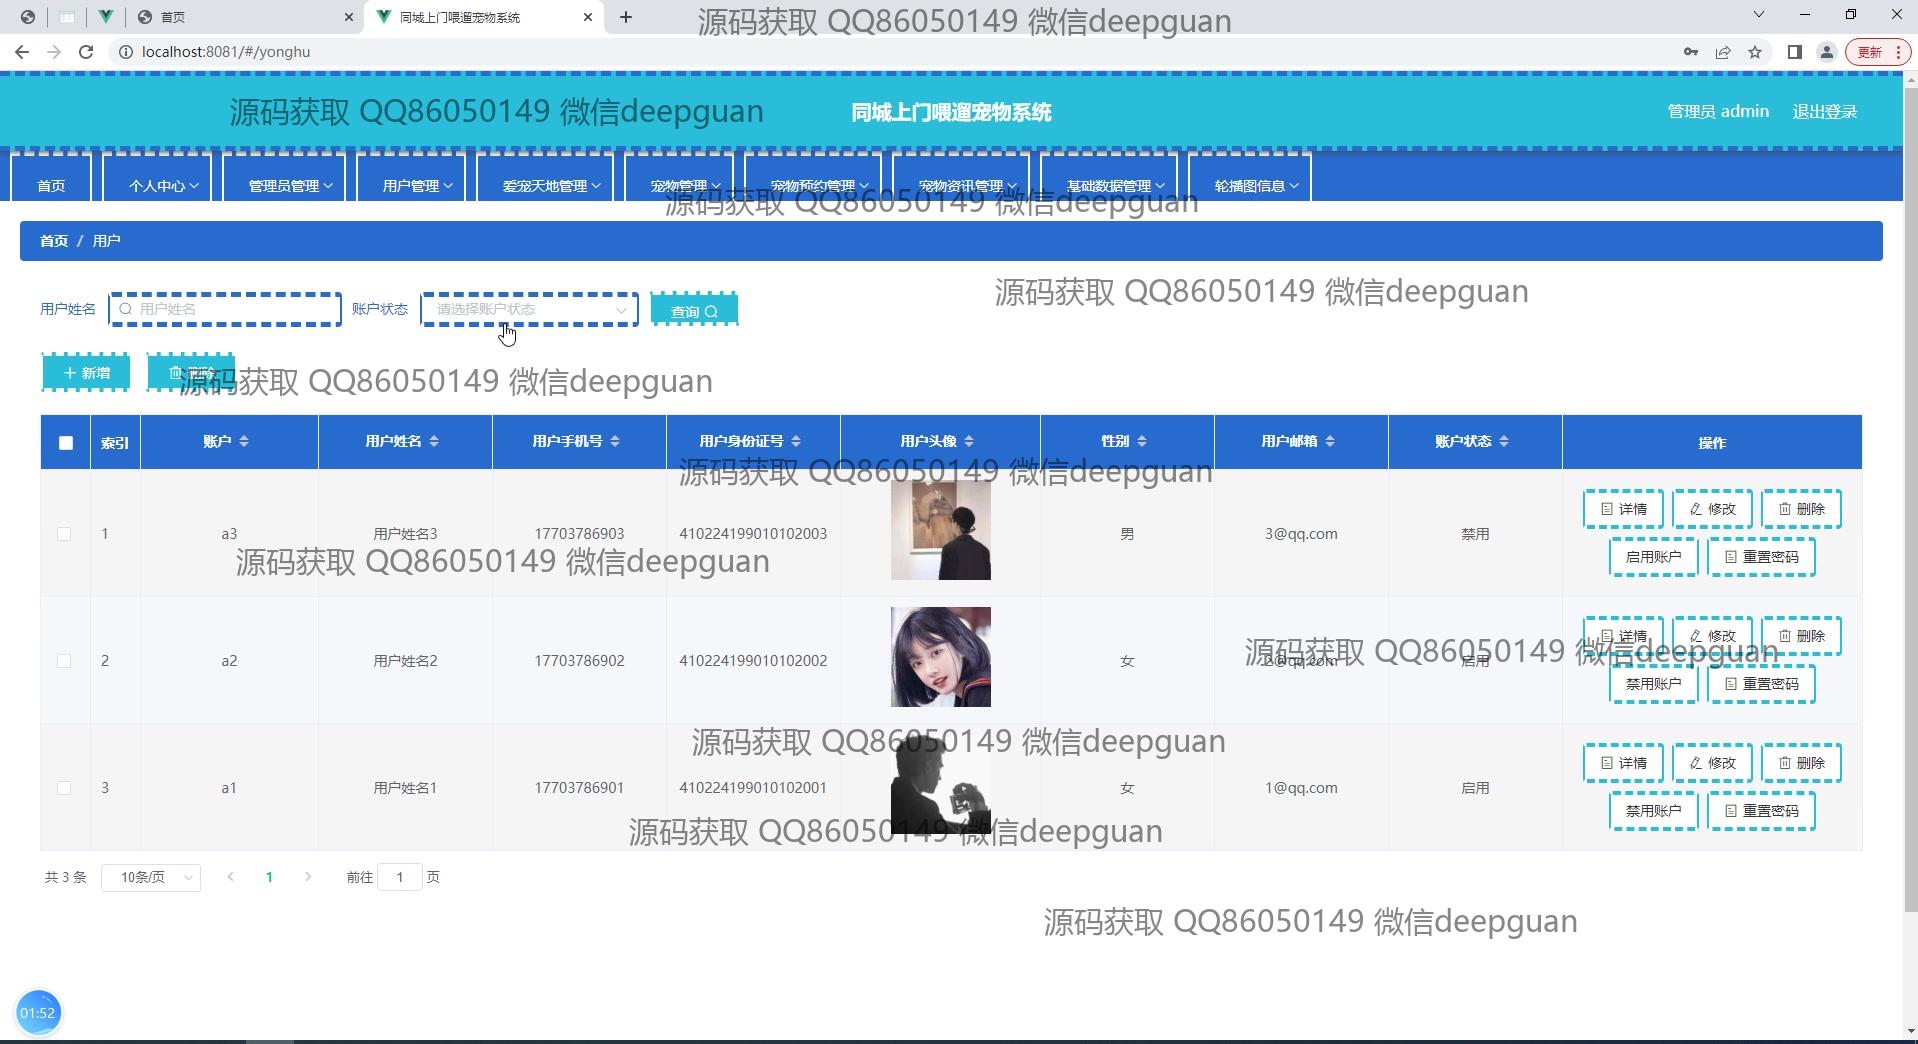 首页
同城上门喂遛宠物系统
源码获取 QQ86050149 微信deepguan
localhost:8081/#/yonghu
更新
源码获取 QQ86050149 微信deepguan
同城上门喂遛宠物系统
管理员 admin
退出登录
首页
个人中心
管理员管理
用户管理
爱宠天地管理
宠物管理
宠物预约管理
宠物资讯管理
基础数据管理
轮播图信息
源码获取 QQ86050149 微信deepguan
首页 / 用户
源码获取 QQ86050149 微信deepguan
用户姓名
用户姓名
账户状态
请选择账户状态
查询
新增
删除
源码获取 QQ86050149 微信deepguan
索引 账户 用户姓名 用户手机号 用户身份证号 用户头像 性别 用户邮箱 账户状态 操作
源码获取 QQ86050149 微信deepguan
1 a3 用户姓名3 17703786903 410224199010102003 男 3@qq.com 禁用 详情 修改 删除
启用账户 重置密码
源码获取 QQ86050149 微信deepguan
2 a2 用户姓名2 17703786902 410224199010102002 女 2@qq.com 启用 详情 修改 删除
禁用账户 重置密码
源码获取 QQ86050149 微信deepguan
源码获取 QQ86050149 微信deepguan
3 a1 用户姓名1 17703786901 410224199010102001 女 1@qq.com 启用 详情 修改 删除
禁用账户 重置密码
源码获取 QQ86050149 微信deepguan
共 3 条 10条/页 1 前往 1 页
源码获取 QQ86050149 微信deepguan
01:52